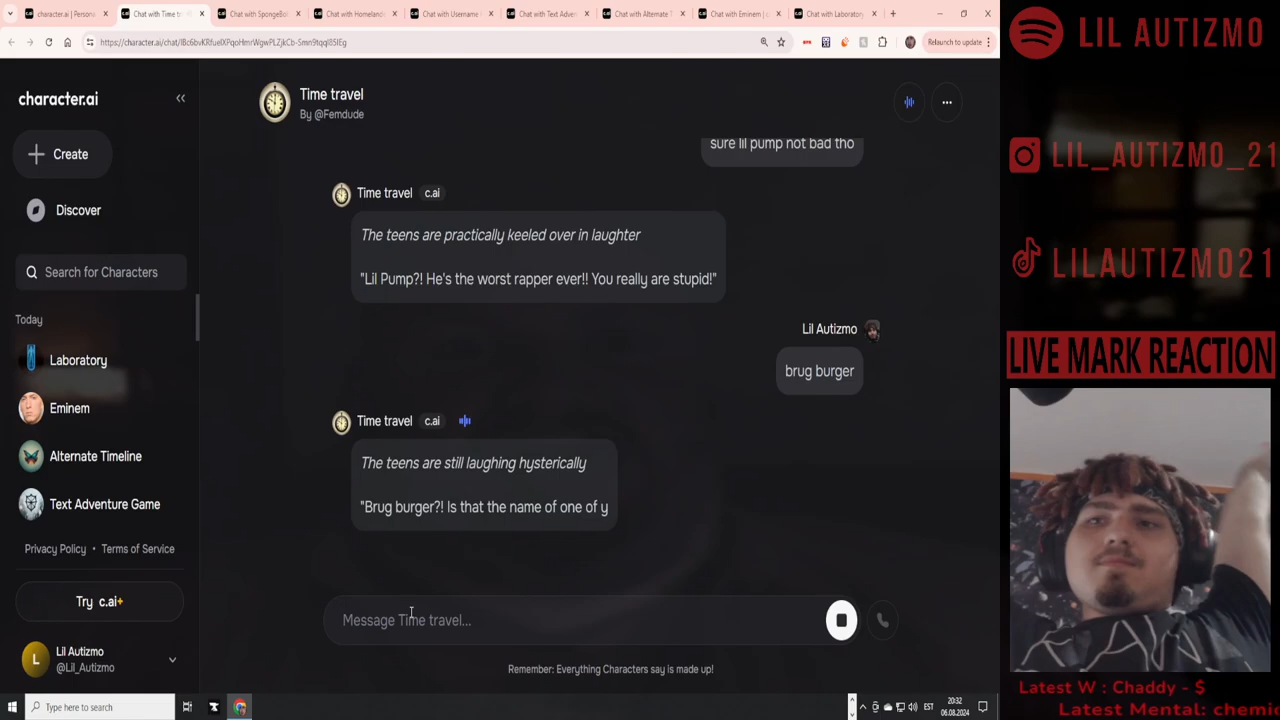 character.ai | Persona
Chat with Time tr
Chat with SpongeBo
Chat with Homeland
Chat with Username
Chat with Text Adven
Chat with Alternate T
Chat with Eminem | c
Chat with Laboratory
Relaunch to update
character.ai
Time travel
By @Femdude
Create
Discover
Search for Characters
Today
Laboratory
Eminem
Alternate Timeline
Text Adventure Game
Privacy Policy • Terms of Service
Try c.ai+
Lil Autizmo
@Lil_Autizmo
sure lil pump not bad tho
Time travel c.ai
The teens are practically keeled over in laughter
"Lil Pump?! He's the worst rapper ever!! You really are stupid!"
Lil Autizmo
brug burger
Time travel c.ai
The teens are still laughing hysterically
"Brug burger?! Is that the name of one of y
Message Time travel...
Remember: Everything Characters say is made up!
LIL AUTIZMO
LIL_AUTIZMO_21
LILAUTIZMO21
LIVE MARK REACTION
Latest W : Chaddy - $
Latest Mental: chemi
Type here to search
EST
20:32
06.08.2024